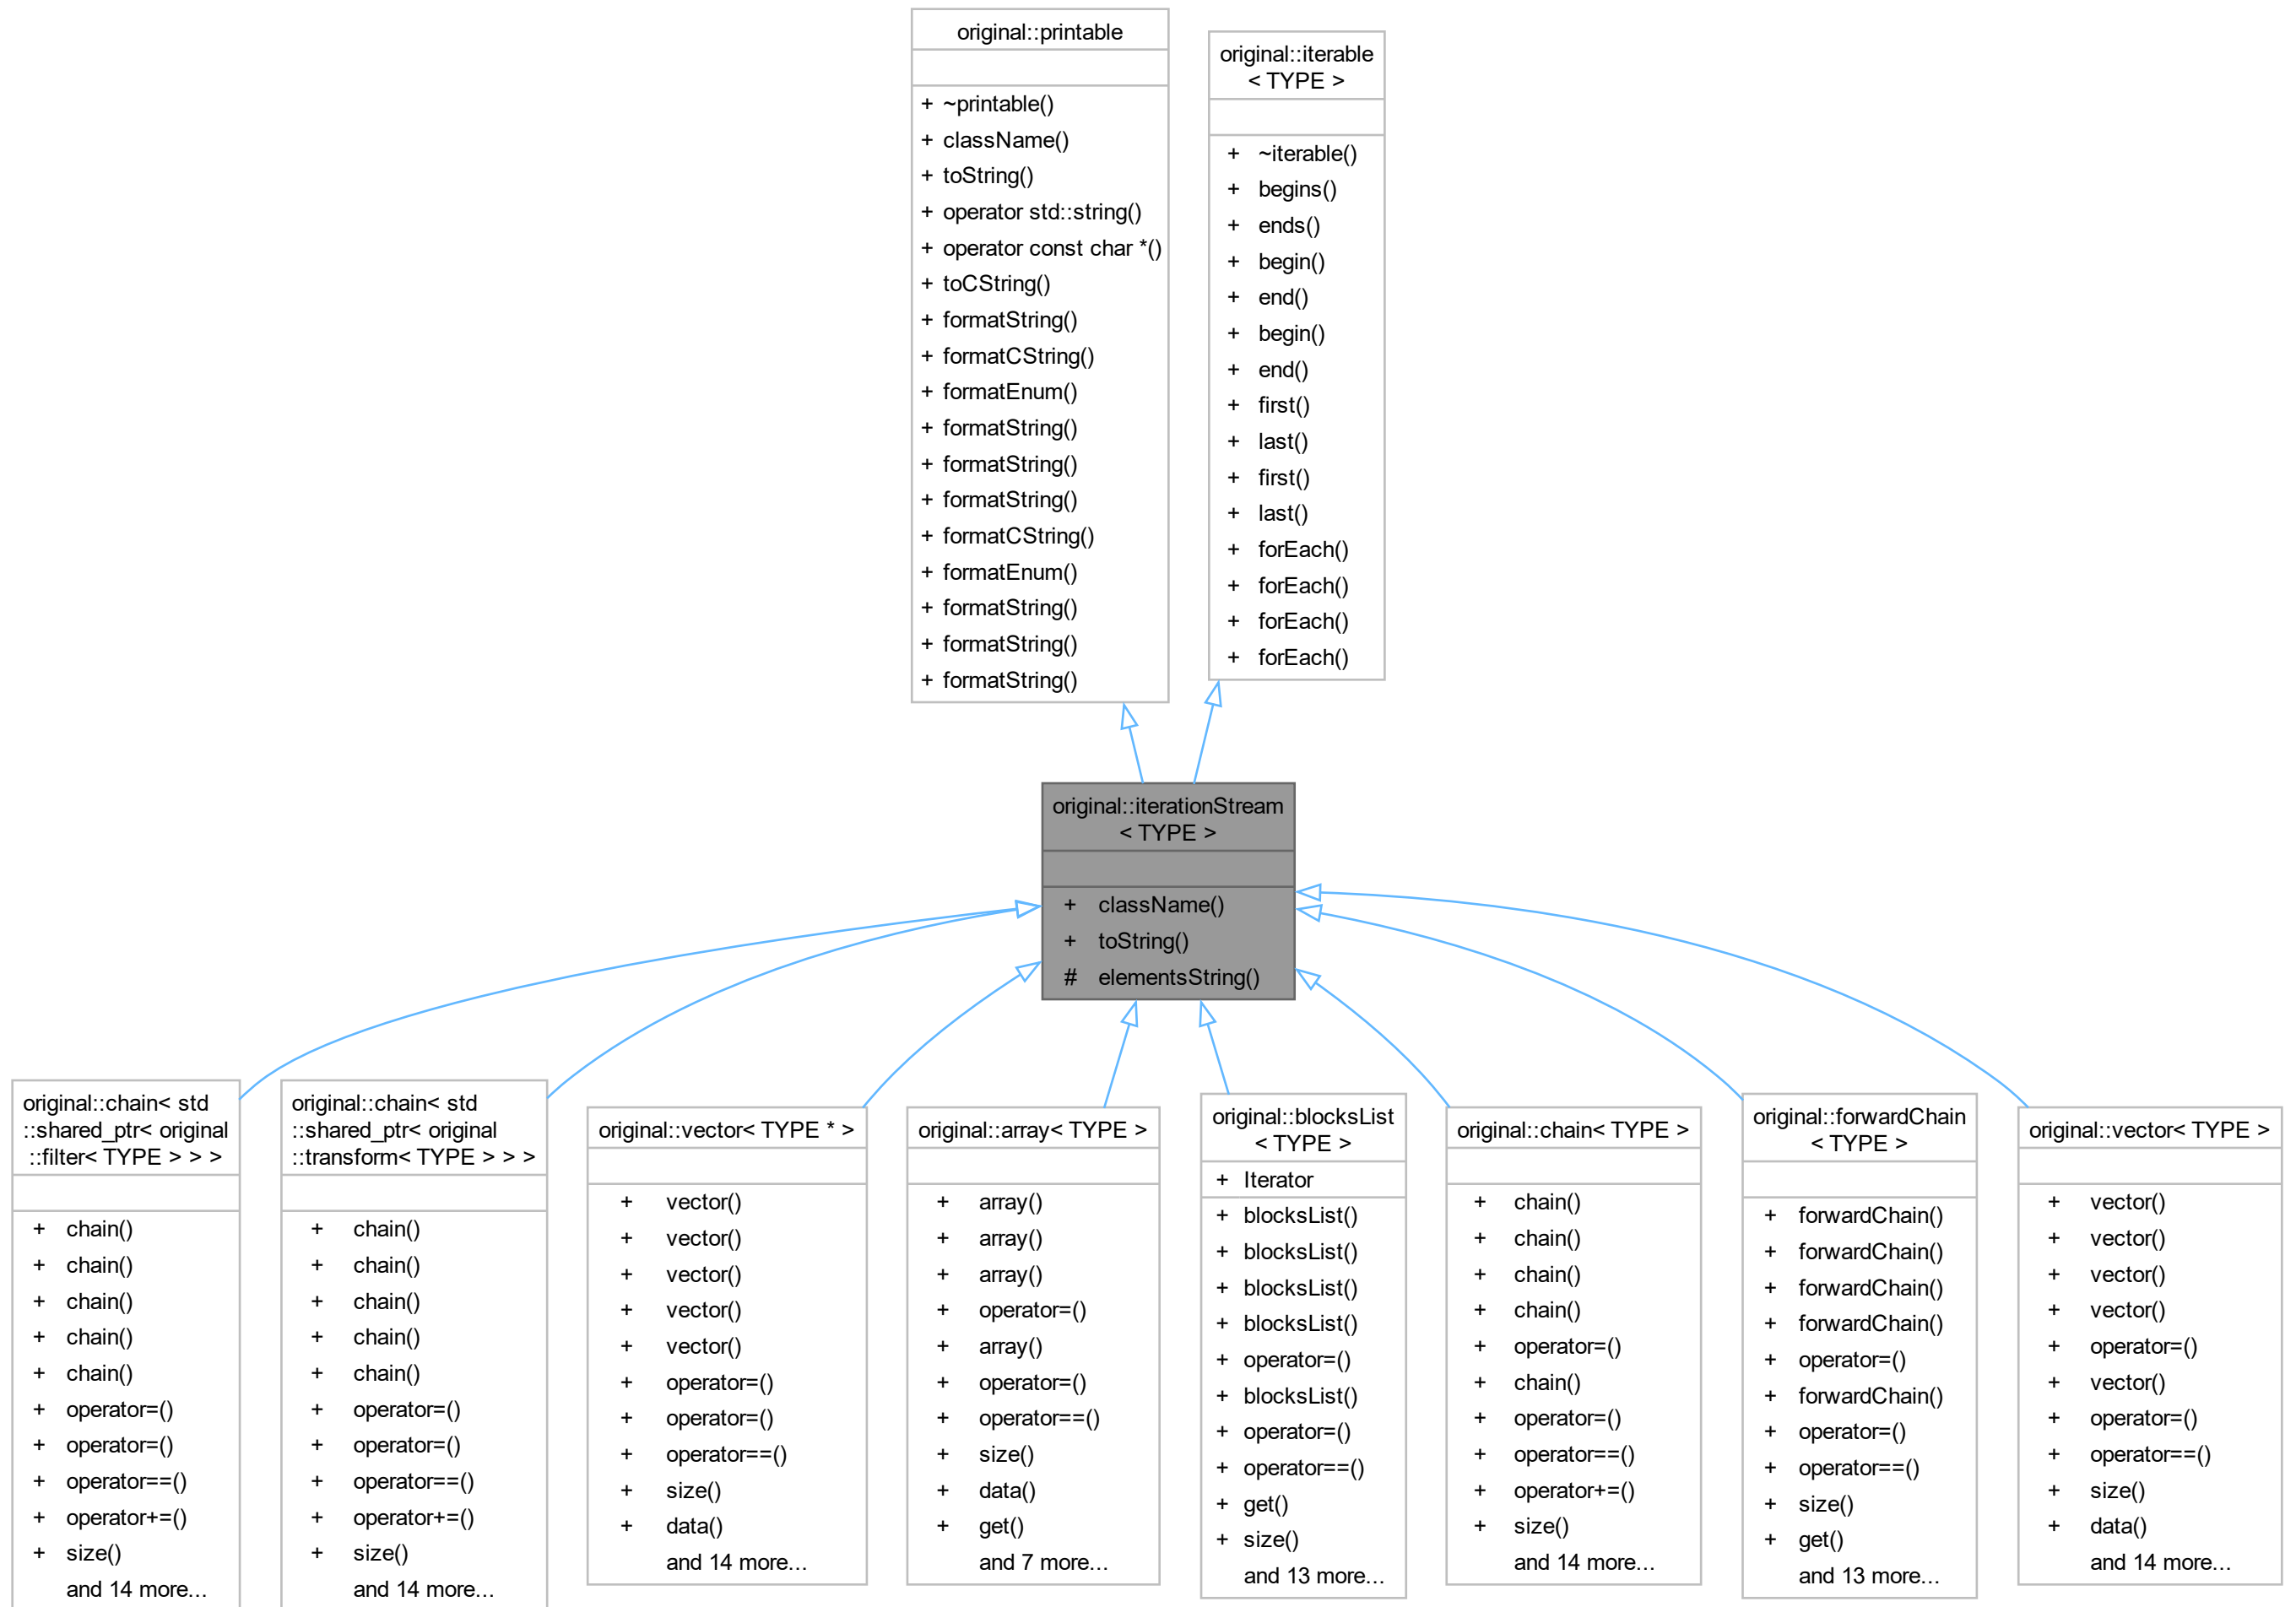 original::printable
+ ~printable()
+ className()
+ toString()
+ operator std::string()
+ operator const char *()
+ toCString()
+ formatString()
+ formatCString()
+ formatEnum()
+ formatString()
+ formatString()
+ formatString()
+ formatCString()
+ formatEnum()
+ formatString()
+ formatString()
+ formatString()
original::iterable
< TYPE >
+ ~iterable()
+ begins()
+ ends()
+ begin()
+ end()
+ begin()
+ end()
+ first()
+ last()
+ first()
+ last()
+ forEach()
+ forEach()
+ forEach()
+ forEach()
original::iterationStream
< TYPE >
+ className()
+ toString()
# elementsString()
original::chain< std
::shared_ptr< original
::filter< TYPE > > >
+ chain()
+ chain()
+ chain()
+ chain()
+ chain()
+ operator=()
+ operator=()
+ operator==()
+ operator+=()
+ size()
and 14 more...
original::chain< std
::shared_ptr< original
::transform< TYPE > > >
+ chain()
+ chain()
+ chain()
+ chain()
+ chain()
+ operator=()
+ operator=()
+ operator==()
+ operator+=()
+ size()
and 14 more...
original::vector< TYPE * >
+ vector()
+ vector()
+ vector()
+ vector()
+ vector()
+ operator=()
+ operator=()
+ operator==()
+ size()
+ data()
and 14 more...
original::array< TYPE >
+ array()
+ array()
+ array()
+ operator=()
+ array()
+ operator=()
+ operator==()
+ size()
+ data()
+ get()
and 7 more...
original::blocksList
< TYPE >
+ Iterator
+ blocksList()
+ blocksList()
+ blocksList()
+ blocksList()
+ operator=()
+ blocksList()
+ operator=()
+ operator==()
+ get()
+ size()
and 13 more...
original::chain< TYPE >
+ chain()
+ chain()
+ chain()
+ chain()
+ operator=()
+ chain()
+ operator=()
+ operator==()
+ operator+=()
+ size()
and 14 more...
original::forwardChain
< TYPE >
+ forwardChain()
+ forwardChain()
+ forwardChain()
+ forwardChain()
+ operator=()
+ forwardChain()
+ operator=()
+ operator==()
+ size()
+ get()
and 13 more...
original::vector< TYPE >
+ vector()
+ vector()
+ vector()
+ vector()
+ operator=()
+ vector()
+ operator=()
+ operator==()
+ size()
+ data()
and 14 more...